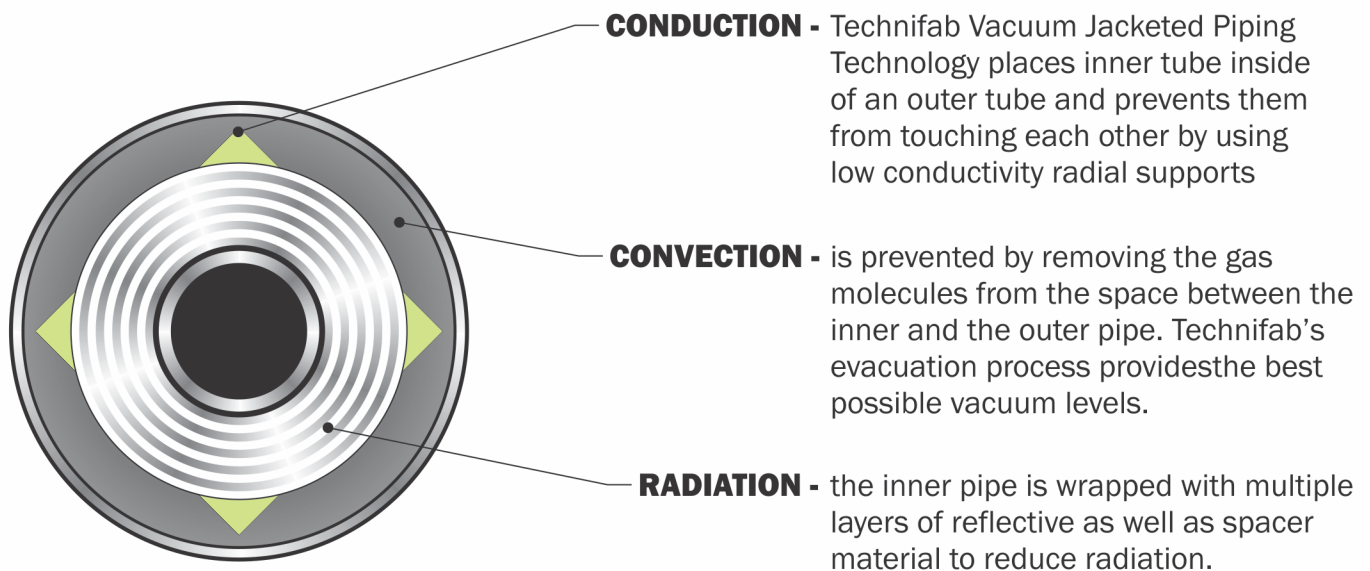 CONDUCTION - Technifab Vacuum Jacketed Piping
Technology places inner tube inside
of an outer tube and prevents them
from touching each other by using
low conductivity radial supports
CONVECTION - is prevented by removing the gas
molecules from the space between the
inner and the outer pipe. Technifab’s
evacuation process providesthe best
possible vacuum levels.
RADIATION - the inner pipe is wrapped with multiple
layers of reflective as well as spacer
material to reduce radiation.